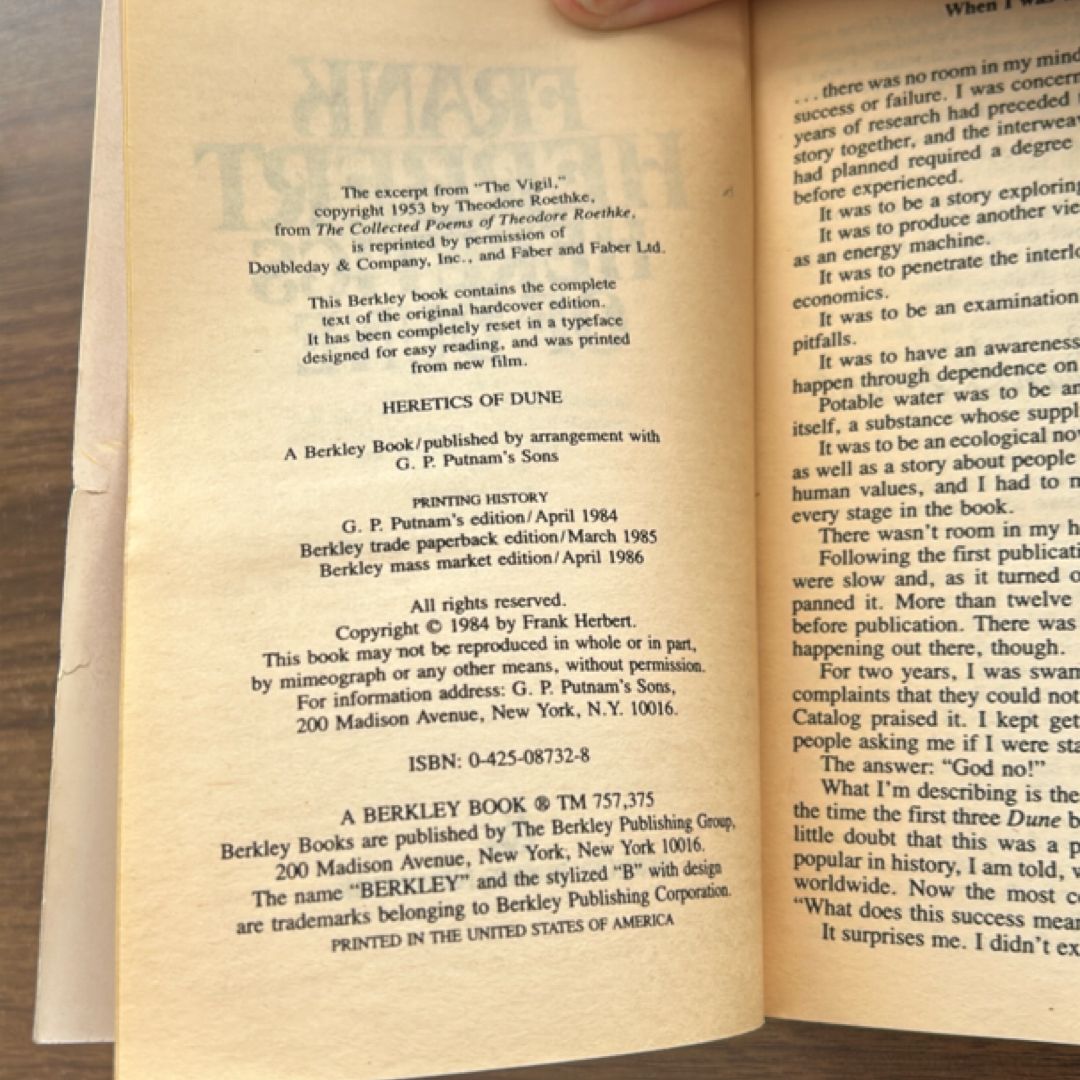 The excerpt from "The Vigil,"
copyright 1953 by Theodore Roethke,
from The Collected Poems of Theodore Roethke,
is reprinted by permission of
Doubleday & Company, Inc., and Faber and Faber Ltd.
This Berkley book contains the complete
text of the original hardcover edition.
It has been completely reset in a typeface
designed for easy reading, and was printed
from new film.
HERETICS OF DUNE
A Berkley Book/published by arrangement with
G. P. Putnam's Sons
PRINTING HISTORY
G. P. Putnam's edition/April 1984
Berkley trade paperback edition/March 1985
Berkley mass market edition/April 1986
All rights reserved.
Copyright © 1984 by Frank Herbert.
This book may not be reproduced in whole or in part,
by mimeograph or any other means, without permission.
For information address: G. P. Putnam's Sons,
200 Madison Avenue, New York, N.Y. 10016.
ISBN: 0-425-08732-8
A BERKLEY BOOK ® TM 757,375
Berkley Books are published by The Berkley Publishing Group,
200 Madison Avenue, New York, New York 10016.
The name "BERKLEY" and the stylized "B" with design
are trademarks belonging to Berkley Publishing Corporation.
PRINTED IN THE UNITED STATES OF AMERICA
When I was
...there was no room in my mind
success or failure. I was concern
years of research had preceded
story together, and the interweav
had planned required a degree
before experienced.
It was to be a story exploring
It was to produce another vie
as an energy machine.
It was to penetrate the interlo
economics.
It was to be an examination
pitfalls.
It was to have an awareness
happen through dependence on
Potable water was to be an
itself, a substance whose suppl
It was to be an ecological nov
as well as a story about people
human values, and I had to m
every stage in the book.
There wasn't room in my h
Following the first publicati
were slow and, as it turned o
panned it. More than twelve
before publication. There was
happening out there, though.
For two years, I was swam
complaints that they could not
Catalog praised it. I kept get
people asking me if I were sta
The answer: "God no!"
What I'm describing is the
the time the first three Dune b
little doubt that this was a p
popular in history, I am told, w
worldwide. Now the most co
"What does this success mean
It surprises me. I didn't ex